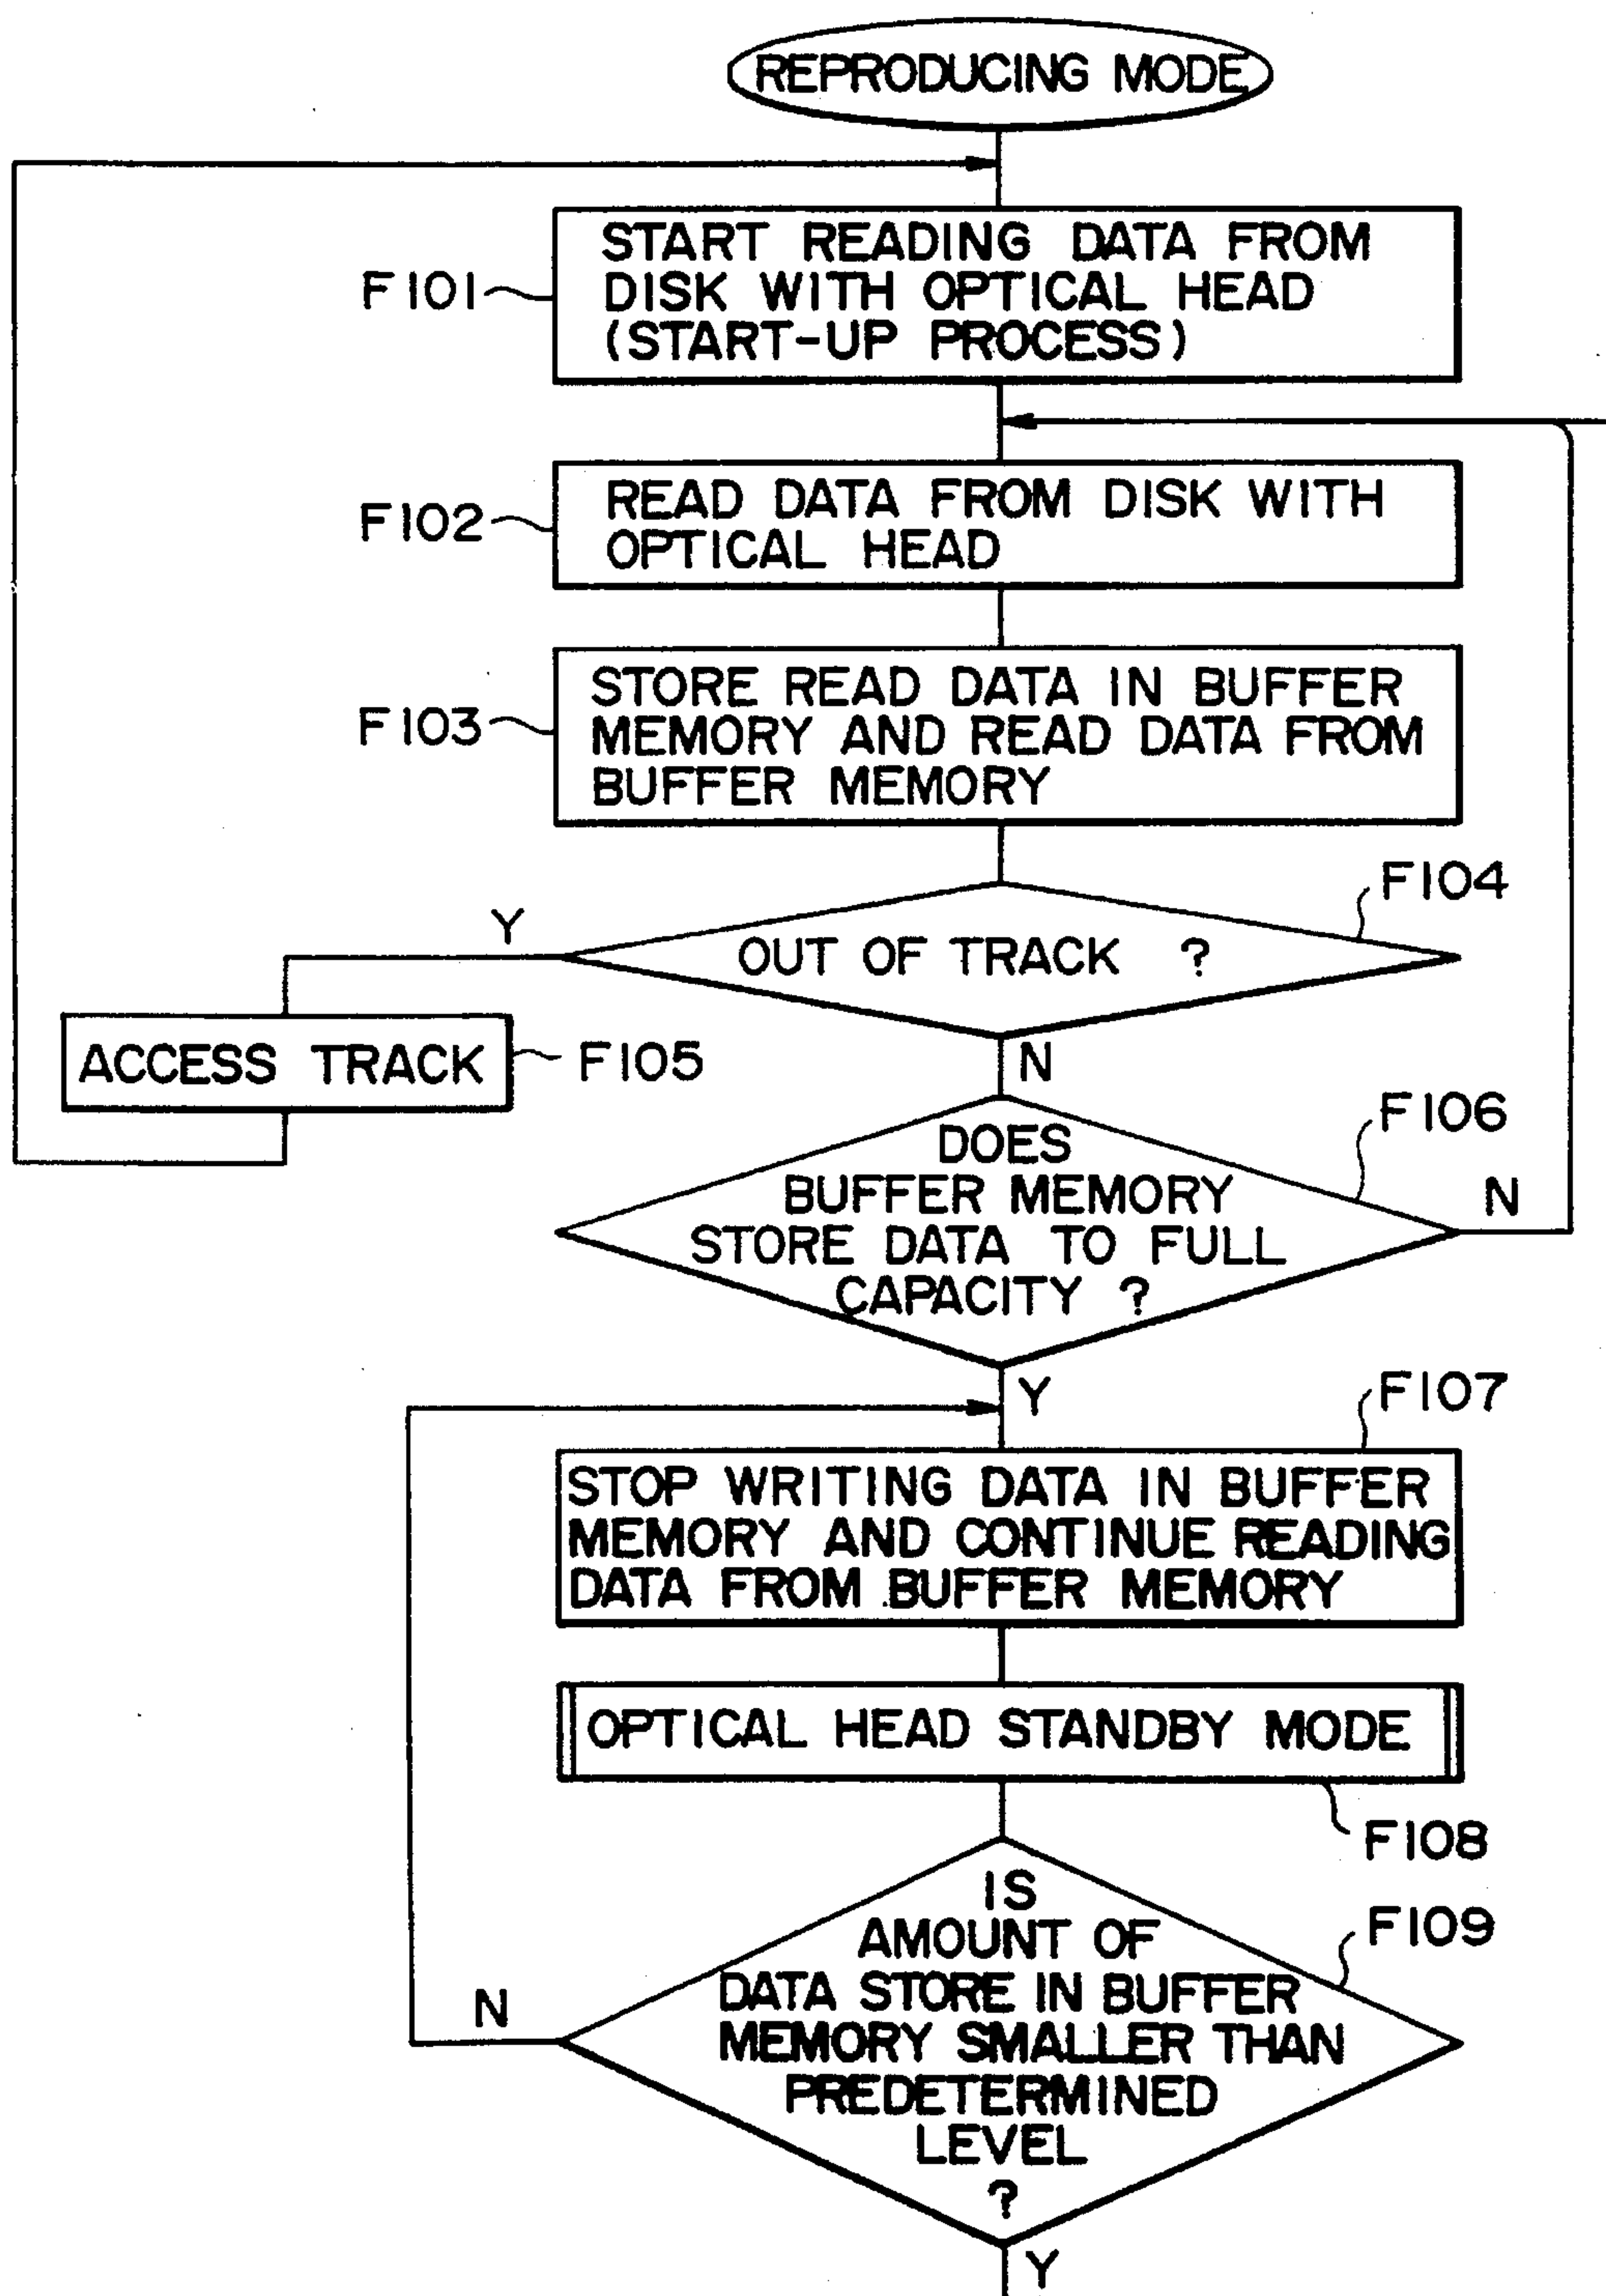 REPRODUCING MODE
F101
START READING DATA FROM
DISK WITH OPTICAL HEAD
(START-UP PROCESS)
F102
READ DATA FROM DISK WITH
OPTICAL HEAD
F103
STORE READ DATA IN BUFFER
MEMORY AND READ DATA FROM
BUFFER MEMORY
F104
Y
OUT OF TRACK ?
ACCESS TRACK
F105
N
F106
DOES
BUFFER MEMORY
STORE DATA TO FULL
CAPACITY ?
N
Y
F107
STOP WRITING DATA IN BUFFER
MEMORY AND CONTINUE READING
DATA FROM BUFFER MEMORY
OPTICAL HEAD STANDBY MODE
F108
IS
AMOUNT OF
DATA STORE IN BUFFER
MEMORY SMALLER THAN
PREDETERMINED
LEVEL
?
F109
N
Y